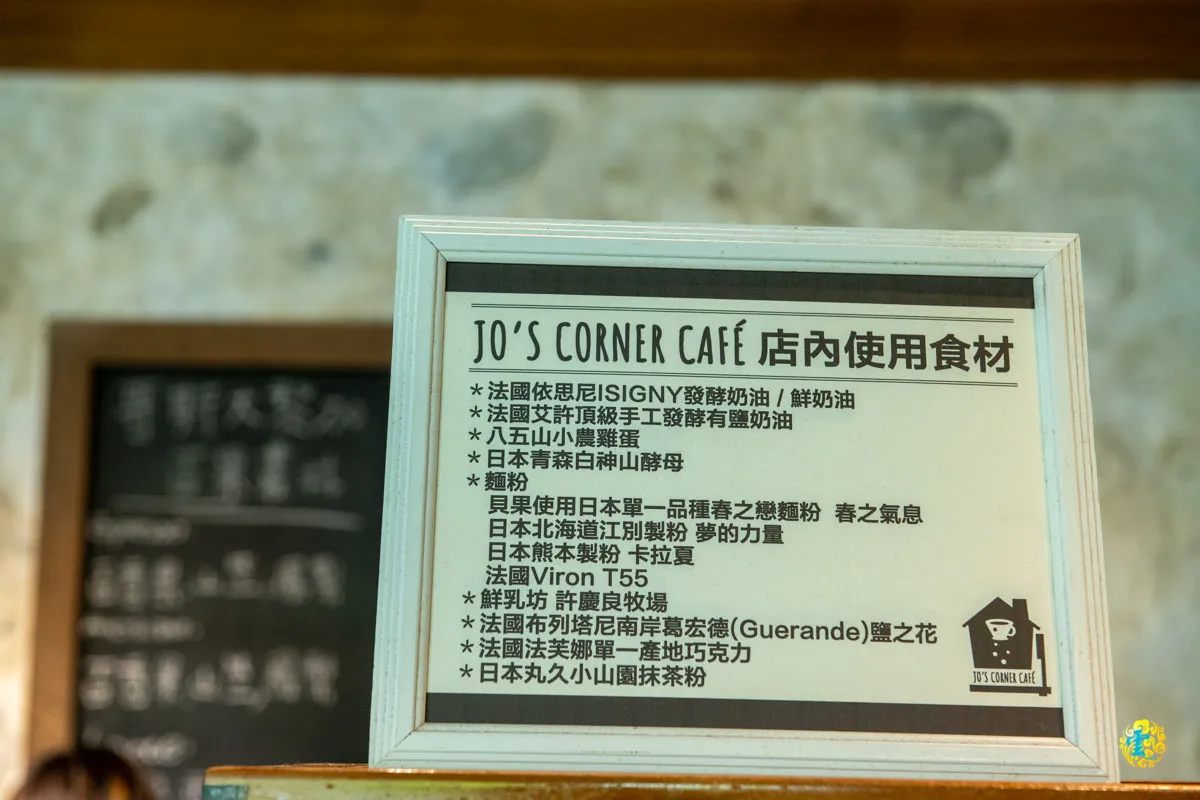 JO'S CORNER CAFÉ 店內使用食材
*法國依思尼ISIGNY發酵奶油 / 鮮奶油
*法國艾許頂級手工發酵有鹽奶油
*八五山小農雞蛋
*日本青森白神山酵母
*麵粉
貝果使用日本單一品種春之戀麵粉 春之氣息
日本北海道江別製粉 夢的力量
日本熊本製粉 卡拉夏
法國Viron T55
*鮮乳坊 許慶良牧場
*法國布列塔尼南岸葛宏德(Guerande)鹽之花
*法國法芙娜單一產地巧克力
*日本丸久小山園抹茶粉
JO'S CORNER CAFÉ